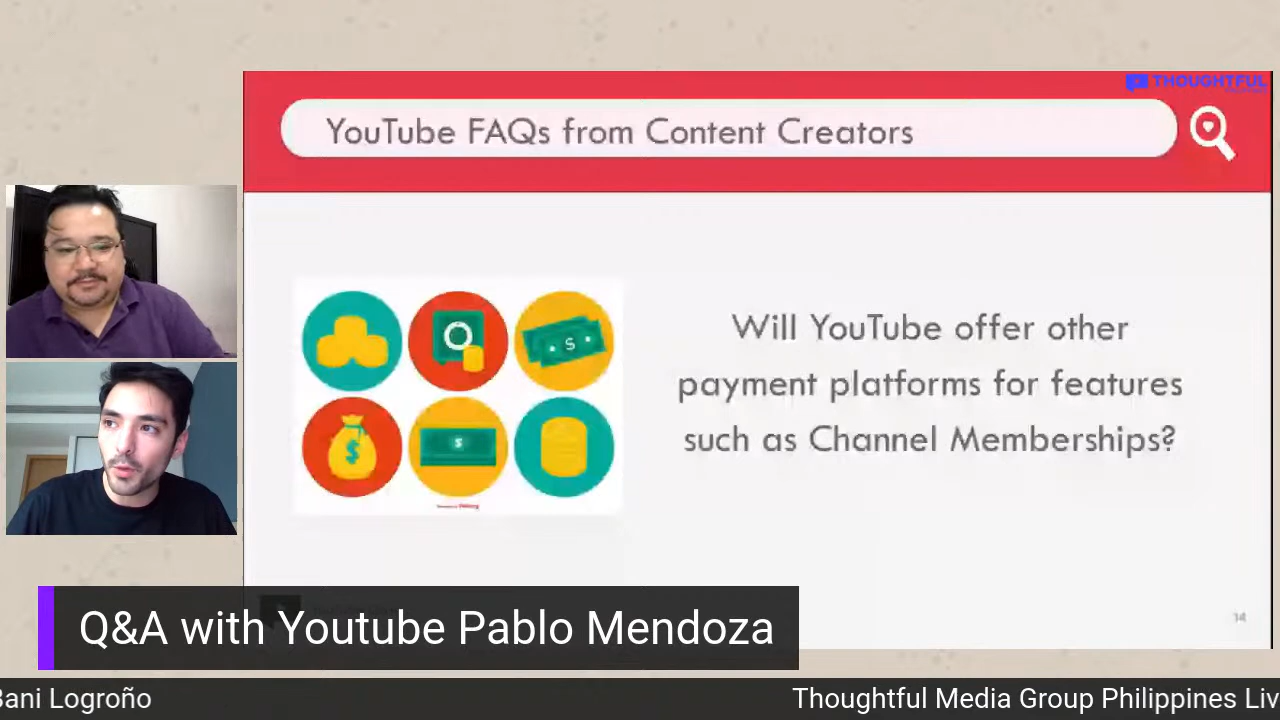 THOUGHTFUL
YouTube FAQs from Content Creators
Will YouTube offer other
payment platforms for features
such as Channel Memberships?
14
Q&A with Youtube Pablo Mendoza
Bani Logroño
Thoughtful Media Group Philippines Liv